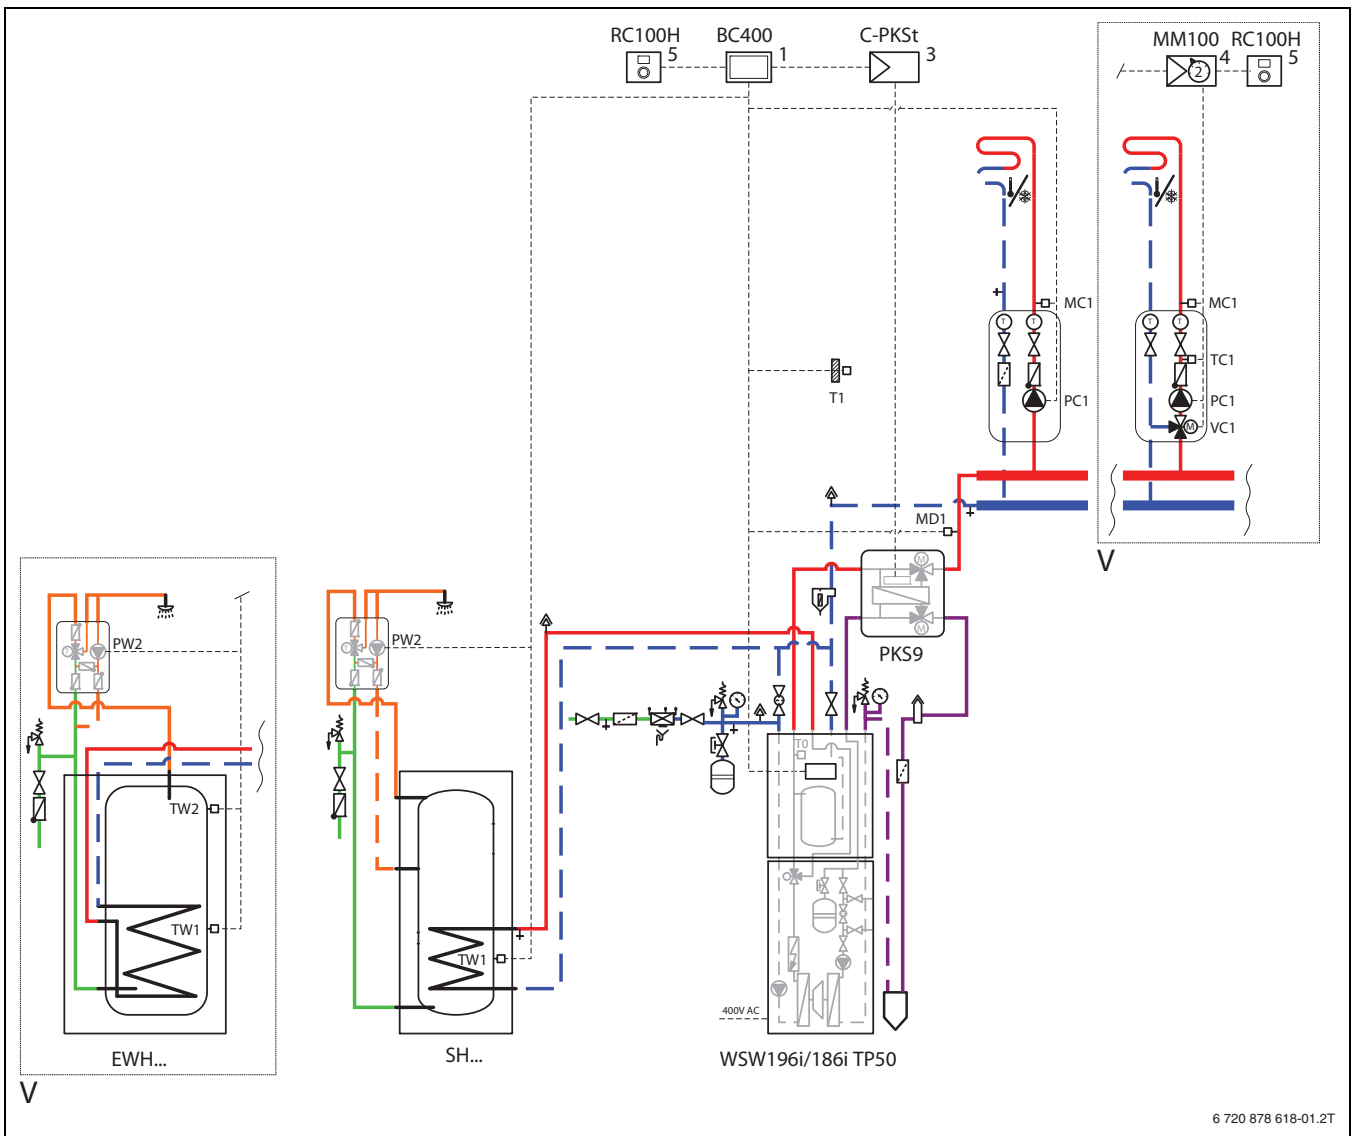 RC100H
5
BC400
1
C-PKSt
3
MM100
4
RC100H
5
2
MC1
MC1
T
T
T
T
TC1
T1
PC1
PC1
M
VC1
MD1
M
V
M
PKS9
PW2
T
PW2
T
T0
TW2
TW1
TW1
400V AC
EWH...
SH...
WSW196i/186i TP50
V
6 720 878 618-01.2T